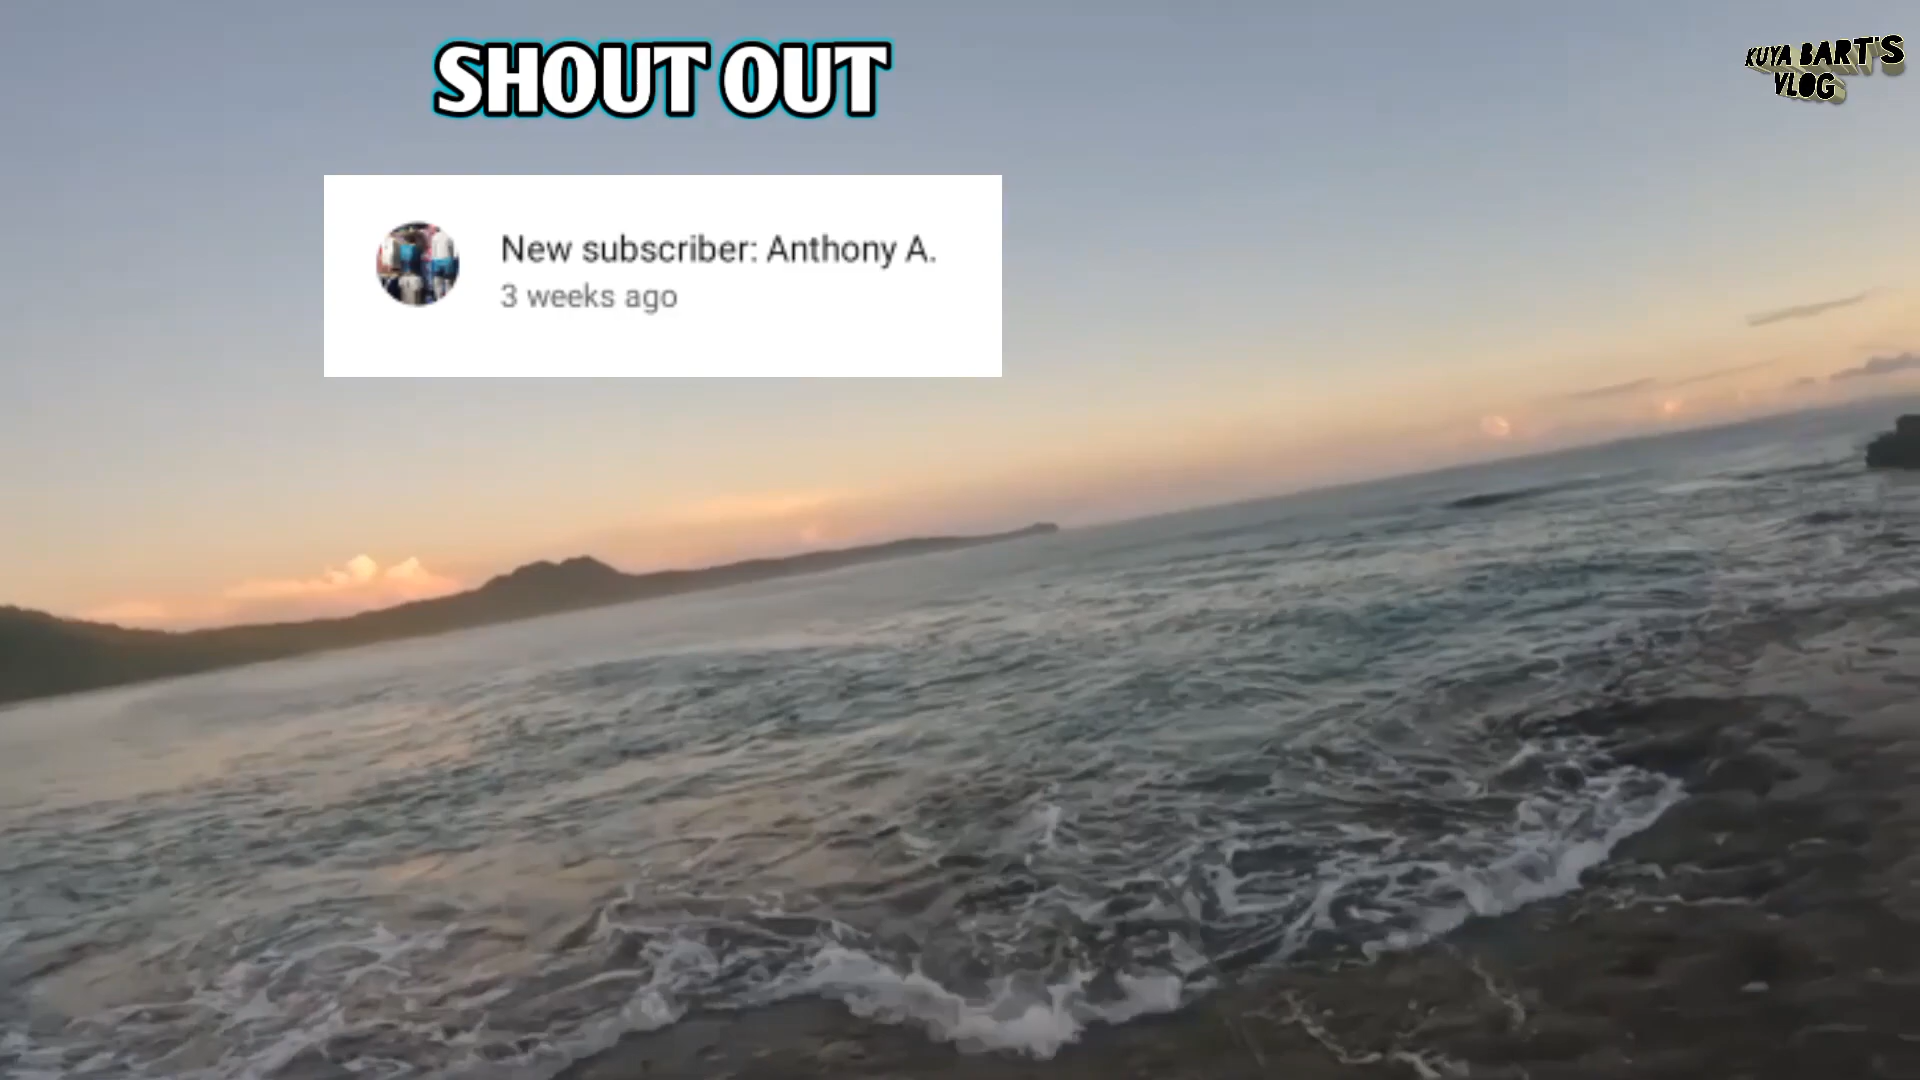 SHOUT OUT
KUYA BART'S
VLOG
New subscriber: Anthony A.
3 weeks ago